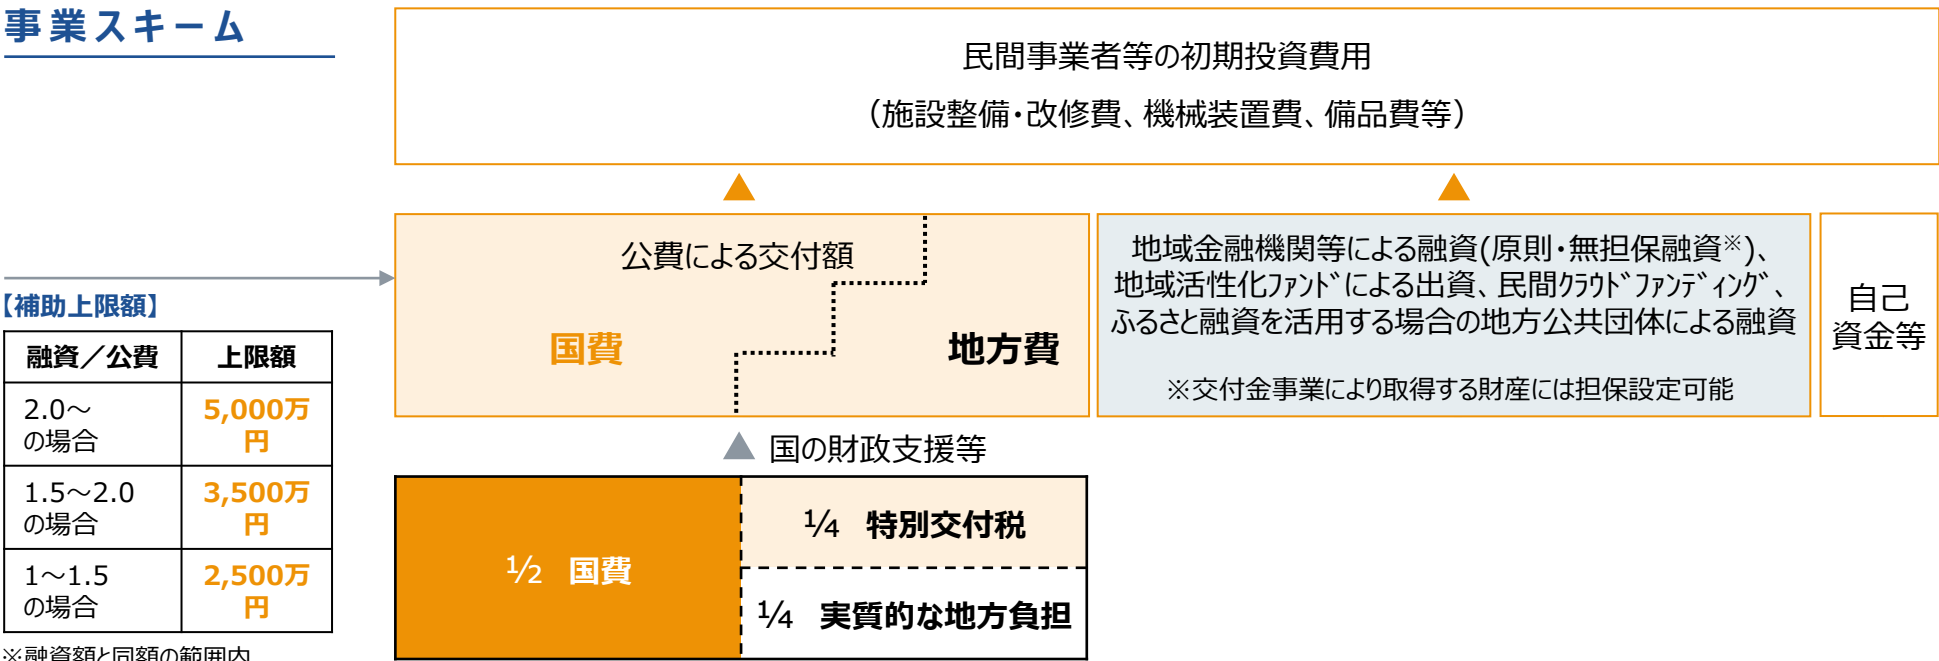 事業スキーム
民間事業者等の初期投資費用
（施設整備・改修費、機械装置費、備品費等）
公費による交付額
国費
地方費
地域金融機関等による融資(原則・無担保融資※)、
地域活性化ﾌｧﾝﾄﾞによる出資、民間ｸﾗｳﾄﾞﾌｧﾝﾃﾞｨﾝｸﾞ、
ふるさと融資を活用する場合の地方公共団体による融資
※交付金事業により取得する財産には担保設定可能
自己
資金等
【補助上限額】
融資／公費
上限額
2.0～
の場合
5,000万
円
1.5～2.0
の場合
3,500万
円
1～1.5
の場合
2,500万
円
※融資額と同額の範囲内
国の財政支援等
½ 国費
¼ 特別交付税
¼ 実質的な地方負担